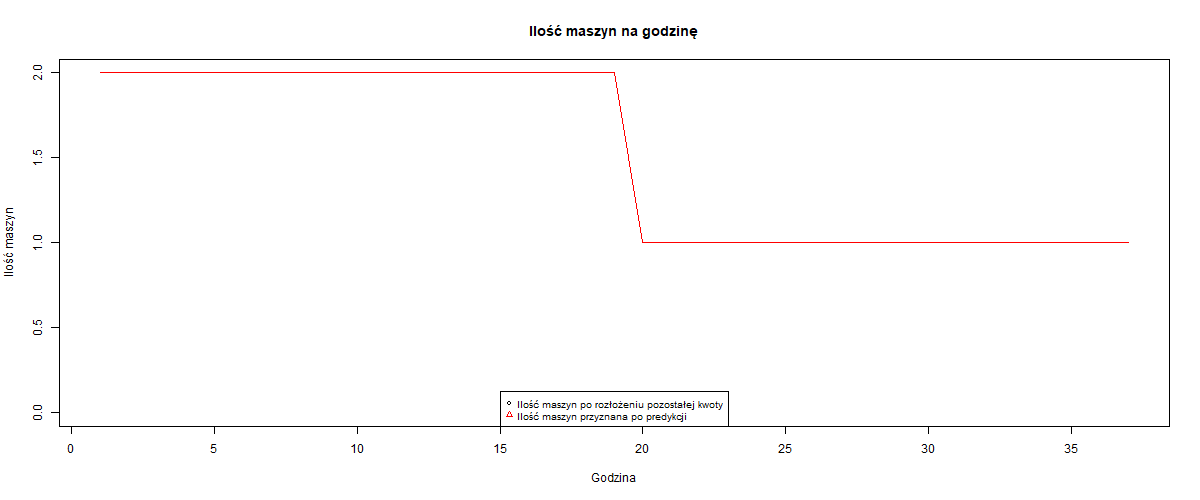 Ilość maszyn na godzinę
Ilość maszyn
2.0
1.5
1.0
0.5
0.0
Ilość maszyn po rozłożeniu pozostałej kwoty
Ilość maszyn przyznana po predykcji
0 5 10 15 20 25 30 35
Godzina